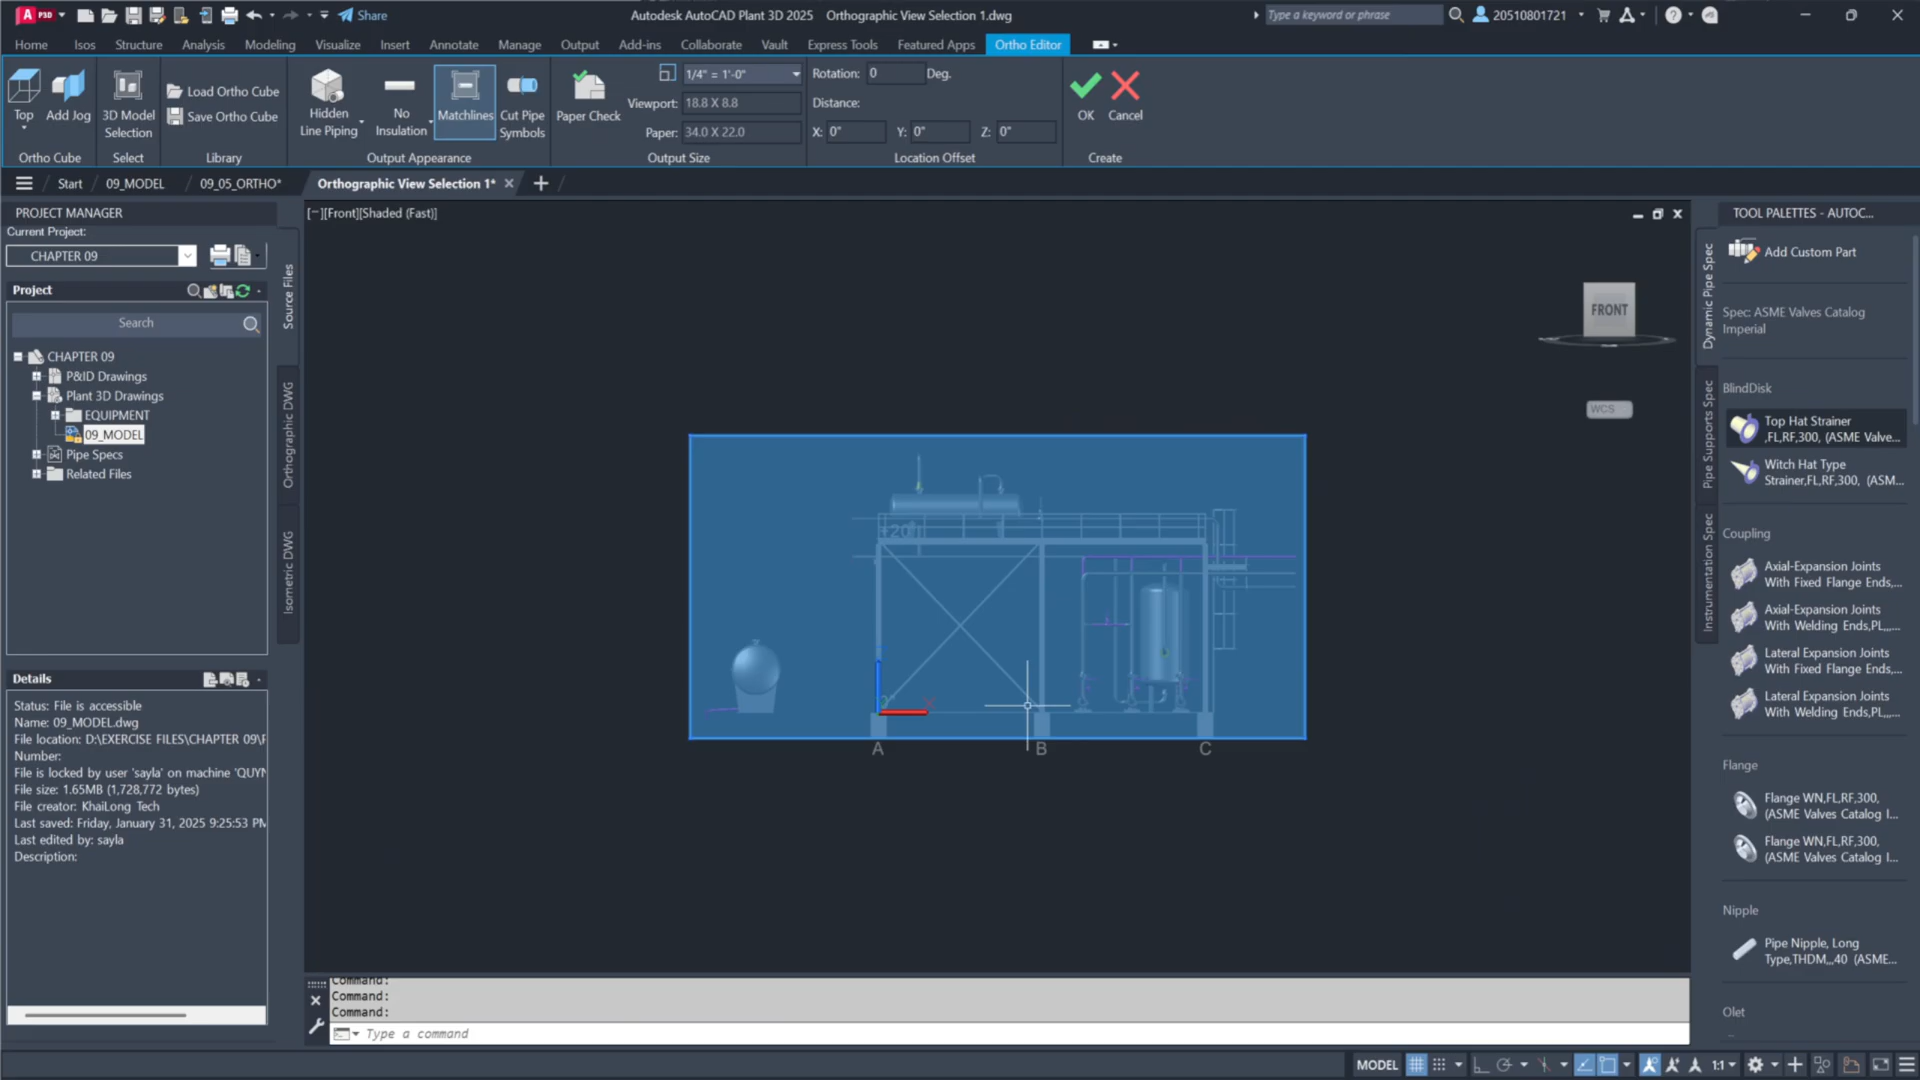 A P3D Share Autodesk AutoCAD Plant 3D 2025 Orthographic View Selection 1.dwg Type a keyword or phrase 20510801721
Home Isos Structure Analysis Modeling Visualize Insert Annotate Manage Output Add-ins Collaborate Vault Express Tools Featured Apps Ortho Editor
Top
Add Jog
3D Model
Selection
Load Ortho Cube
Save Ortho Cube
Hidden
Line Piping
No
Insulation
Matchlines
Cut Pipe
Symbols
Paper Check
1/4" = 1'-0"
Viewport: 18.8 X 8.8
Paper: 34.0 X 22.0
Rotation: 0 Deg.
Distance:
X: 0" Y: 0" Z: 0"
OK
Cancel
Ortho Cube Select Library Output Appearance Output Size Location Offset Create
Start 09_MODEL 09_05_ORTHO* Orthographic View Selection 1*
PROJECT MANAGER
Current Project:
CHAPTER 09
Project
Search
CHAPTER 09
P&ID Drawings
Plant 3D Drawings
EQUIPMENT
09_MODEL
Pipe Specs
Related Files
Source Files
Orthographic DWG
Isometric DWG
Details
Status: File is accessible
Name: 09_MODEL.dwg
File location: D:\EXERCISE FILES\CHAPTER 09\F
Number:
File is locked by user 'sayla' on machine 'QUYN
File size: 1.65MB (1,728,772 bytes)
File creator: KhaiLong Tech
Last saved: Friday, January 31, 2025 9:25:53 PM
Last edited by: sayla
Description:
[−][Front][Shaded (Fast)]
FRONT
WCS
+20'
X
A B C
Command:
Command:
Command:
Type a command
TOOL PALETTES - AUTOC...
Dynamic Pipe Spec
Pipe Supports Spec
Instrumentation Spec
Add Custom Part
Spec: ASME Valves Catalog
Imperial
BlindDisk
Top Hat Strainer
,FL,RF,300, (ASME Valve...
Witch Hat Type
Strainer,FL,RF,300, (ASM...
Coupling
Axial-Expansion Joints
With Fixed Flange Ends,...
Axial-Expansion Joints
With Welding Ends,PL,,,...
Lateral Expansion Joints
With Fixed Flange Ends,...
Lateral Expansion Joints
With Welding Ends,PL,,,...
Flange
Flange WN,FL,RF,300,
(ASME Valves Catalog I...
Flange WN,FL,RF,300,
(ASME Valves Catalog I...
Nipple
Pipe Nipple, Long
Type,THDM,,,40 (ASME...
Olet
MODEL 1:1